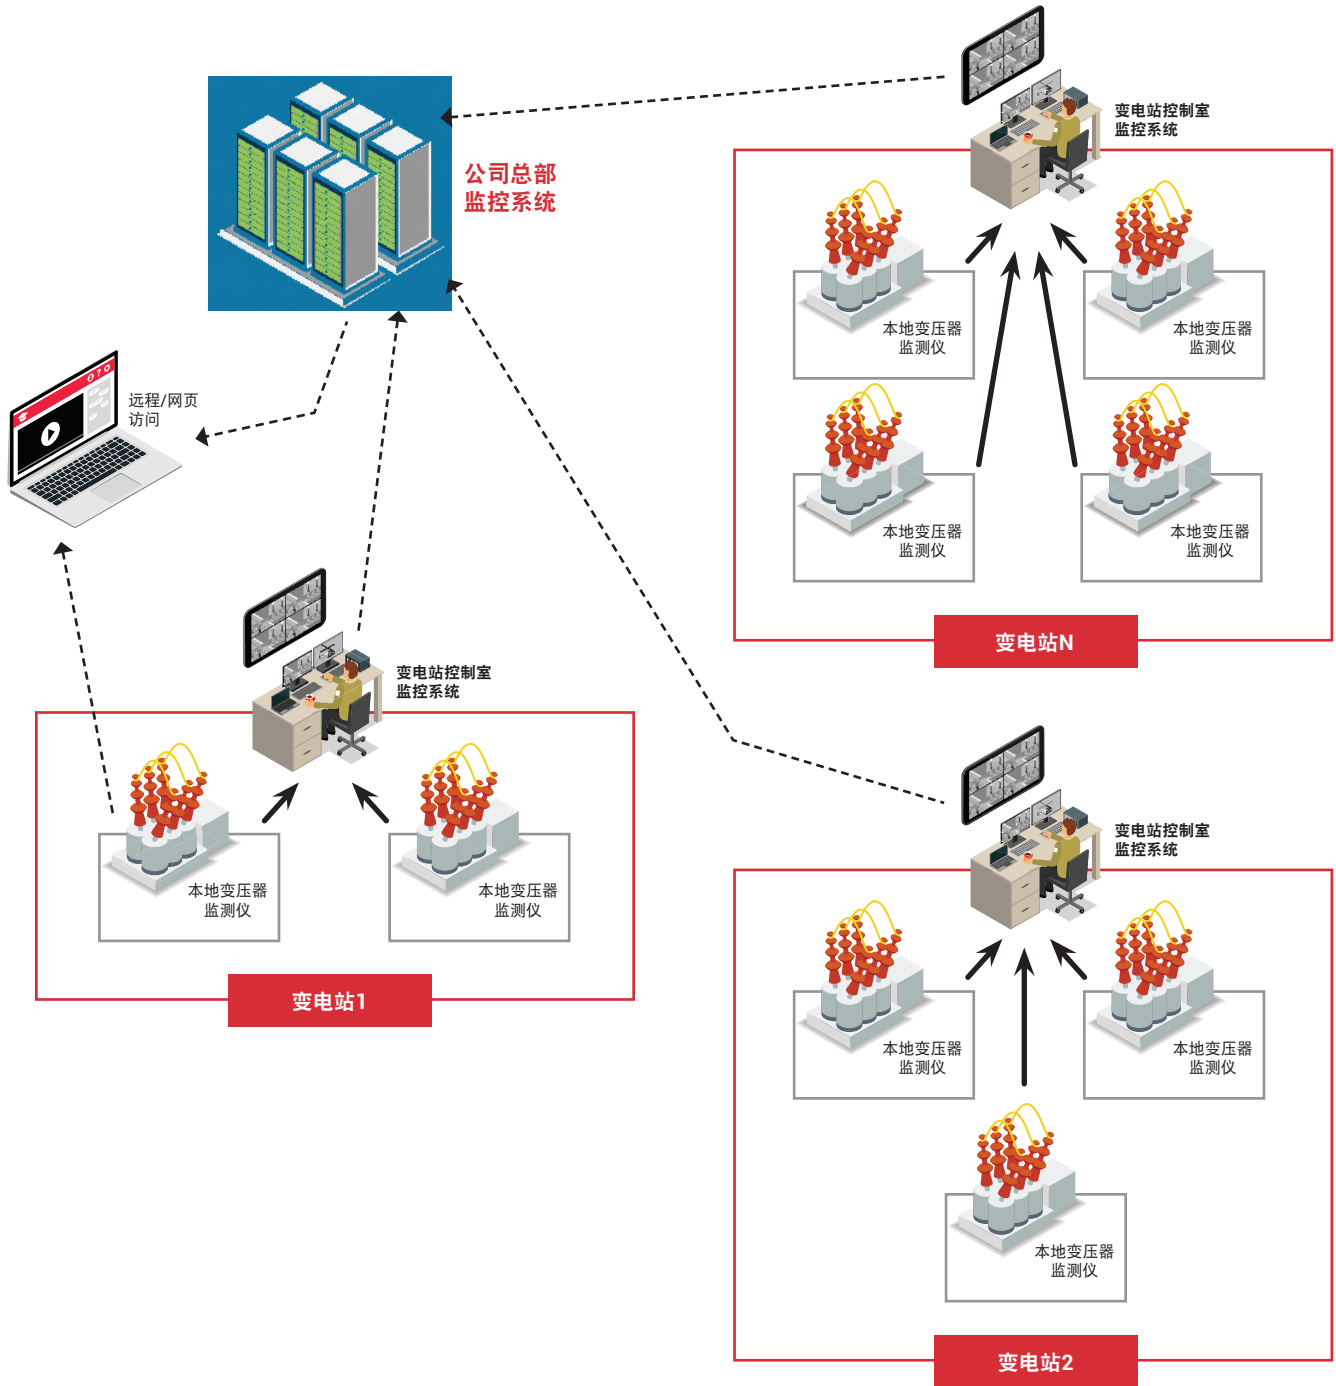 变电站控制室
监控系统
公司总部
监控系统
本地变压器
监测仪
本地变压器
监测仪
远程/网页
访问
本地变压器
监测仪
本地变压器
监测仪
变电站N
变电站控制室
监控系统
变电站控制室
监控系统
本地变压器
监测仪
本地变压器
监测仪
变电站1
本地变压器
监测仪
本地变压器
监测仪
本地变压器
监测仪
变电站2